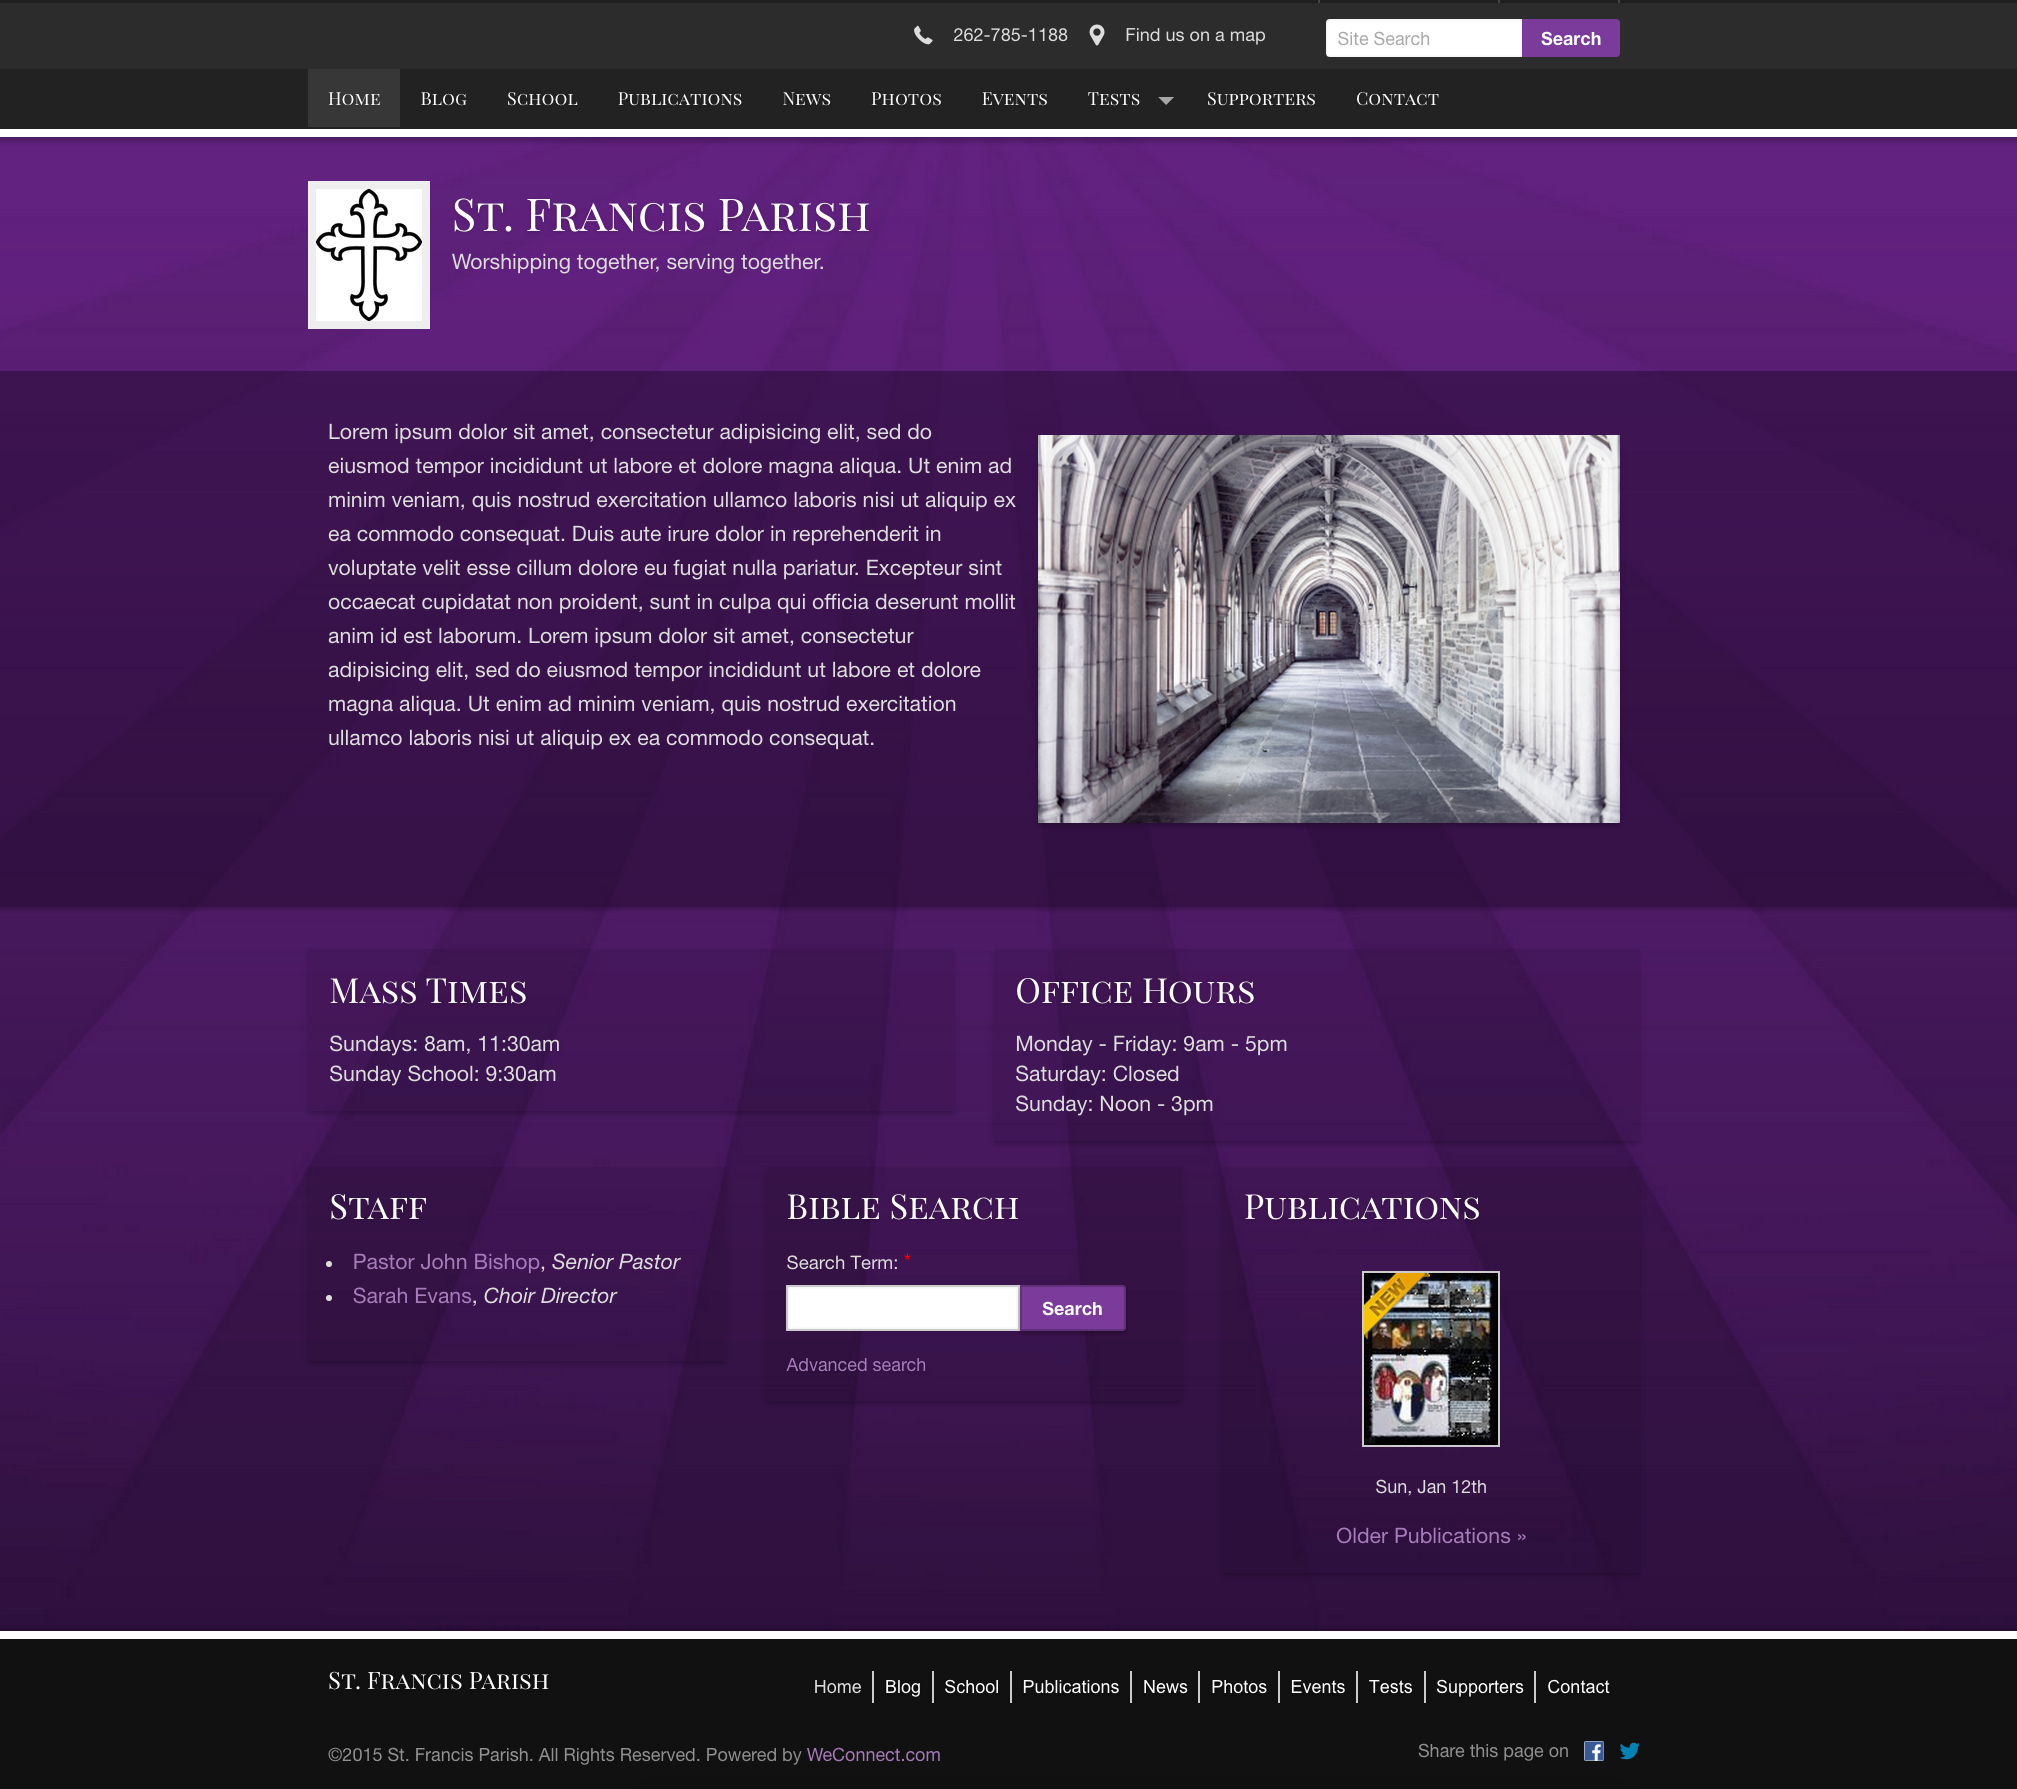 262-785-1188 Find us on a map Site Search Search
Home Blog School Publications News Photos Events Tests Supporters Contact
St. Francis Parish
Worshipping together, serving together.
Lorem ipsum dolor sit amet, consectetur adipisicing elit, sed do
eiusmod tempor incididunt ut labore et dolore magna aliqua. Ut enim ad
minim veniam, quis nostrud exercitation ullamco laboris nisi ut aliquip ex
ea commodo consequat. Duis aute irure dolor in reprehenderit in
voluptate velit esse cillum dolore eu fugiat nulla pariatur. Excepteur sint
occaecat cupidatat non proident, sunt in culpa qui officia deserunt mollit
anim id est laborum. Lorem ipsum dolor sit amet, consectetur
adipisicing elit, sed do eiusmod tempor incididunt ut labore et dolore
magna aliqua. Ut enim ad minim veniam, quis nostrud exercitation
ullamco laboris nisi ut aliquip ex ea commodo consequat.
Mass Times
Sundays: 8am, 11:30am
Sunday School: 9:30am
Office Hours
Monday - Friday: 9am - 5pm
Saturday: Closed
Sunday: Noon - 3pm
Staff
• Pastor John Bishop, Senior Pastor
• Sarah Evans, Choir Director
Bible Search
Search Term: *
Search
Advanced search
Publications
NEW
Sun, Jan 12th
Older Publications »
St. Francis Parish
Home Blog School Publications News Photos Events Tests Supporters Contact
©2015 St. Francis Parish. All Rights Reserved. Powered by WeConnect.com
Share this page on